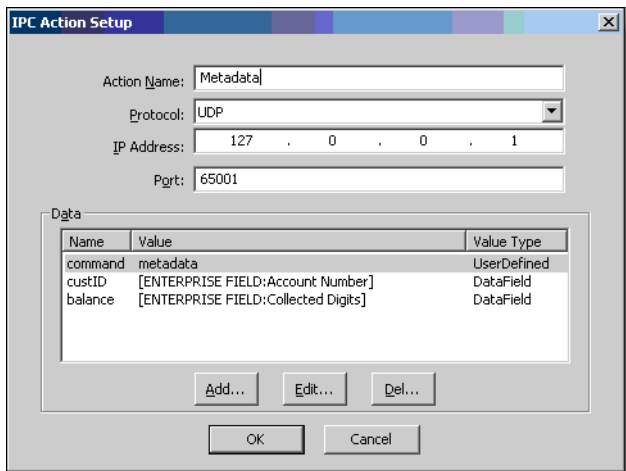 IPC Action Setup
Action Name: Metadata
Protocol: UDP
IP Address: 127 . 0 . 0 . 1
Port: 65001
Data
Name Value Value Type
command metadata UserDefined
custID [ENTERPRISE FIELD:Account Number] DataField
balance [ENTERPRISE FIELD:Collected Digits] DataField
Add... Edit... Del...
OK Cancel